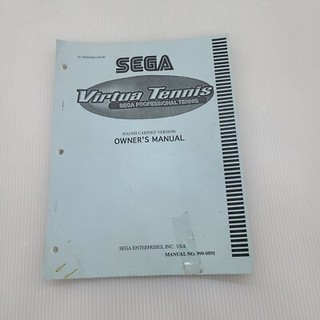 SEGA
Virtua Tennis
SEGA PROFESSIONAL TENNIS
NAOMI CABINET VERSION
OWNER'S MANUAL
SEGA ENTERPRISES, INC. USA
MANUAL NO. 999-0891